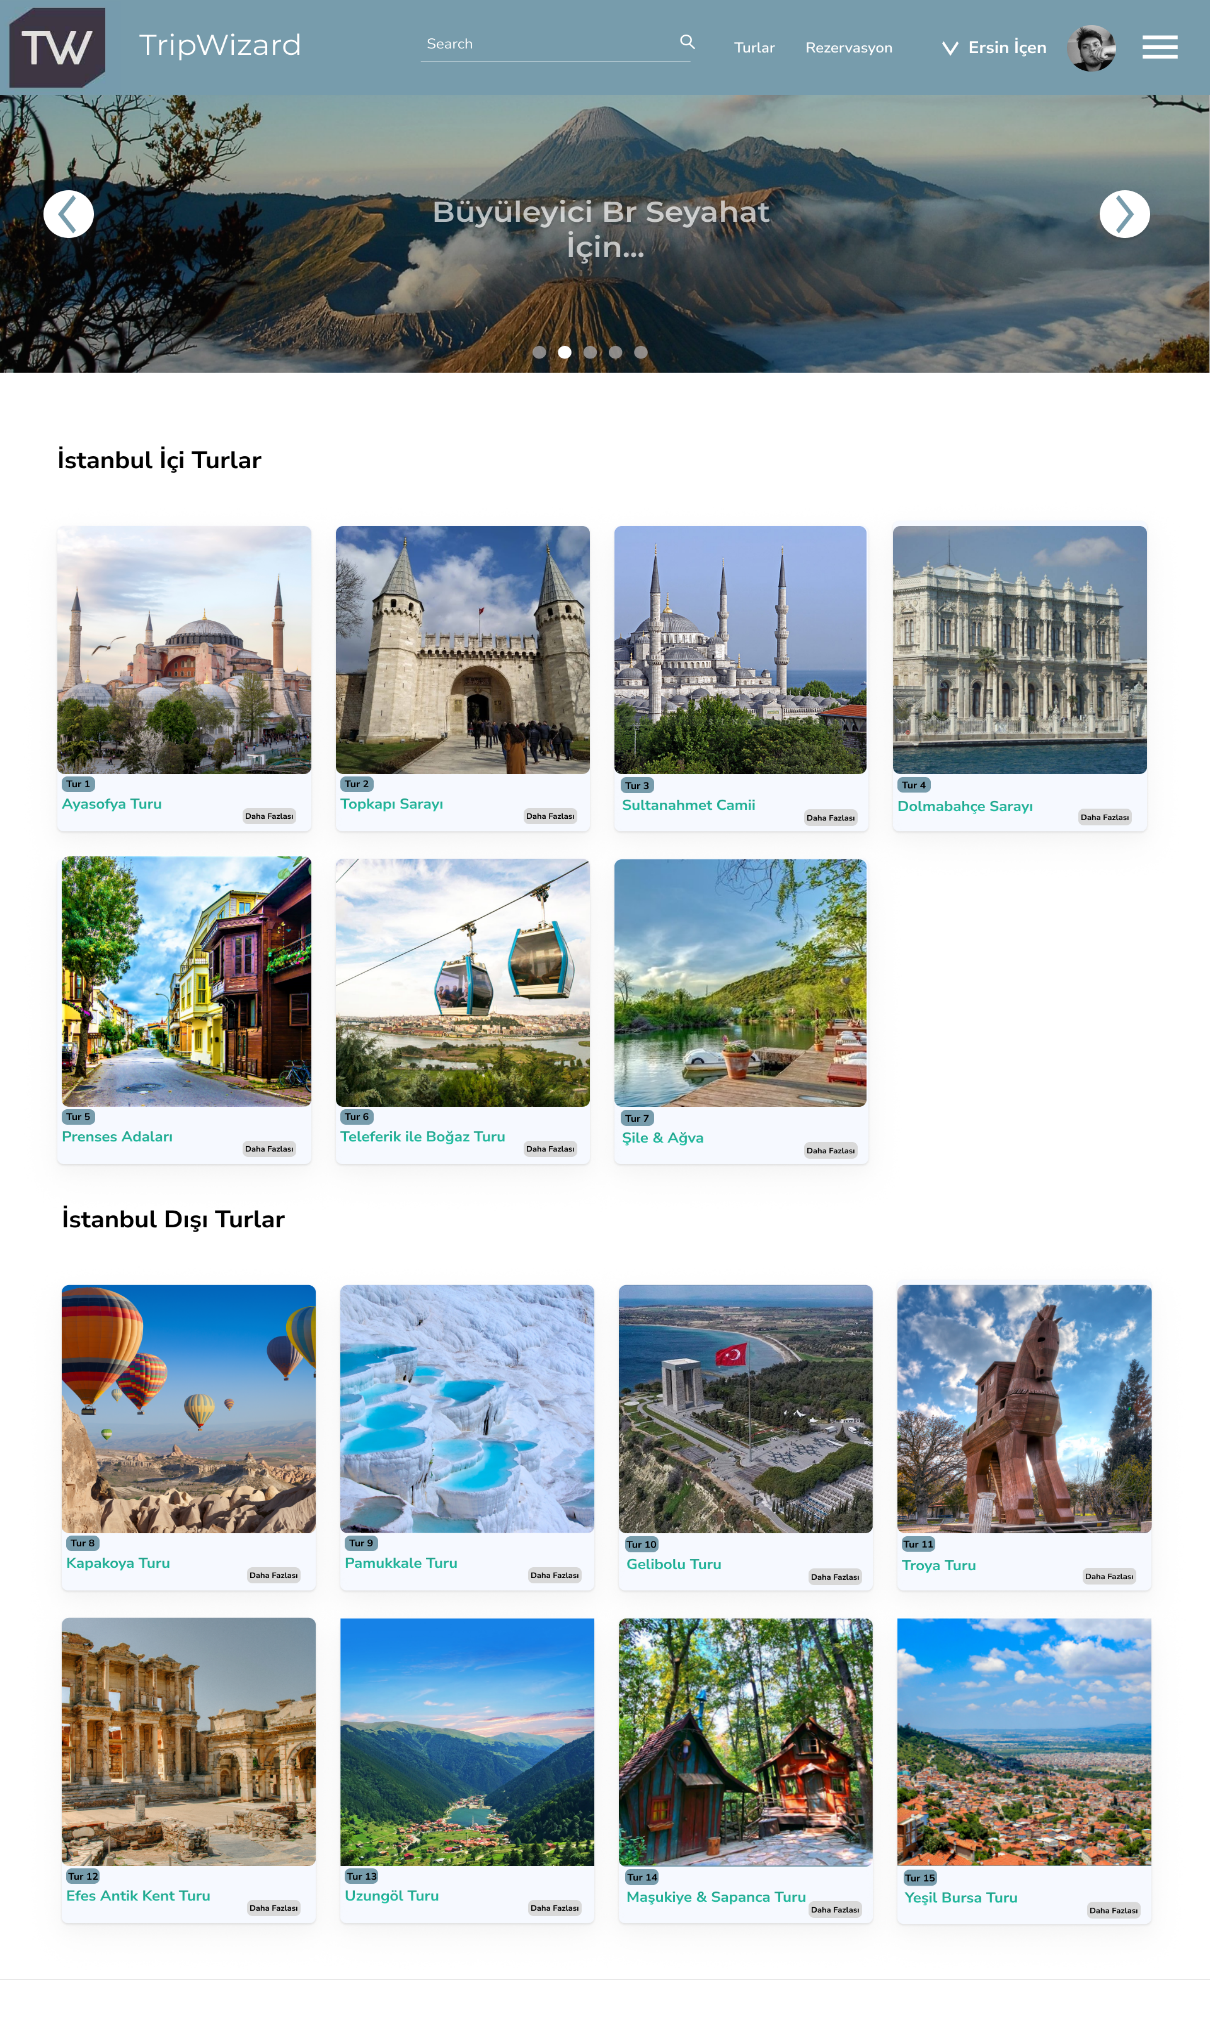 TW
TripWizard
Search
Turlar
Rezervasyon
Ersin İçen
Büyüleyici Br Seyahat
İçin...
İstanbul İçi Turlar
Tur 1
Ayasofya Turu
Daha Fazlası
Tur 2
Topkapı Sarayı
Daha Fazlası
Tur 3
Sultanahmet Camii
Daha Fazlası
Tur 4
Dolmabahçe Sarayı
Daha Fazlası
Tur 5
Prenses Adaları
Daha Fazlası
Tur 6
Teleferik ile Boğaz Turu
Daha Fazlası
Tur 7
Şile & Ağva
Daha Fazlası
İstanbul Dışı Turlar
Tur 8
Kapakoya Turu
Daha Fazlası
Tur 9
Pamukkale Turu
Daha Fazlası
Tur 10
Gelibolu Turu
Daha Fazlası
Tur 11
Troya Turu
Daha Fazlası
Tur 12
Efes Antik Kent Turu
Daha Fazlası
Tur 13
Uzungöl Turu
Daha Fazlası
Tur 14
Maşukiye & Sapanca Turu
Daha Fazlası
Tur 15
Yeşil Bursa Turu
Daha Fazlası